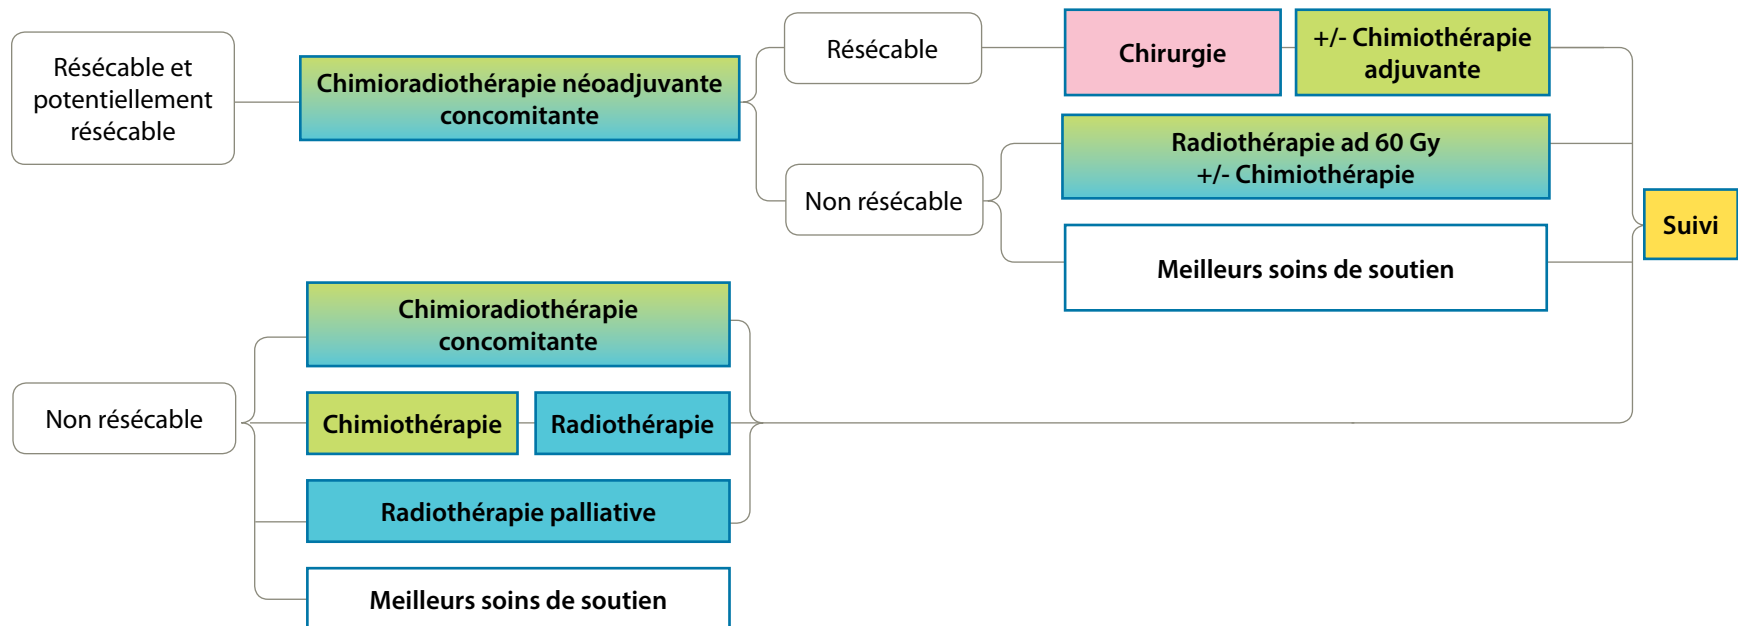 Résécable et
potentiellement
résécable
Chimioradiothérapie néoadjuvante
concomitante
Résécable
Chirurgie
+/- Chimiothérapie
adjuvante
Non résécable
Radiothérapie ad 60 Gy
+/- Chimiothérapie
Meilleurs soins de soutien
Suivi
Non résécable
Chimioradiothérapie
concomitante
Chimiothérapie
Radiothérapie
Radiothérapie palliative
Meilleurs soins de soutien